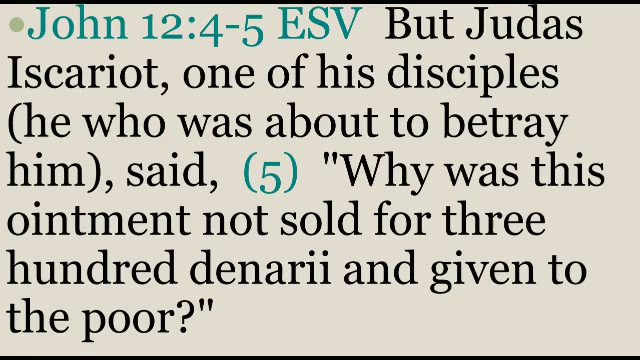 •John 12:4-5 ESV But Judas
Iscariot, one of his disciples
(he who was about to betray
him), said, (5) "Why was this
ointment not sold for three
hundred denarii and given to
the poor?"